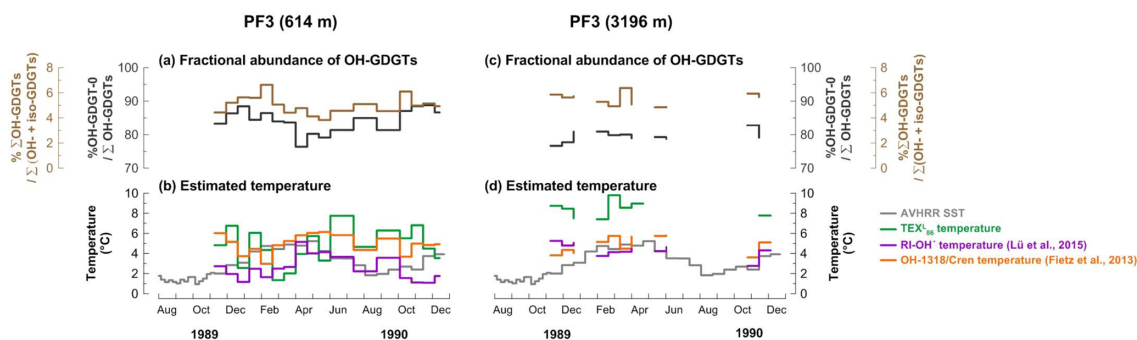 PF3 (614 m)
PF3 (3196 m)
(a) Fractional abundance of OH-GDGTs
(c) Fractional abundance of OH-GDGTs
% ∑OH-GDGTs
/ ∑ (OH- + iso-GDGTs)
8
6
4
2
0
%OH-GDGT-0
/ ∑ OH-GDGTs
100
90
80
70
100
90
80
70
%OH-GDGT-0
/ ∑ OH-GDGTs
8
6
4
2
0
%∑OH-GDGTs
/ ∑(OH- + iso-GDGTs)
(b) Estimated temperature
(d) Estimated temperature
Temperature
(°C)
10
8
6
4
2
0
10
8
6
4
2
0
Temperature
(°C)
AVHRR SST
TEX^L_86 temperature
RI-OH´ temperature (Lü et al., 2015)
OH-1318/Cren temperature (Fietz et al., 2013)
Aug Oct Dec Feb Apr Jun Aug Oct Dec
Aug Oct Dec Feb Apr Jun Aug Oct Dec
1989 1990
1989 1990